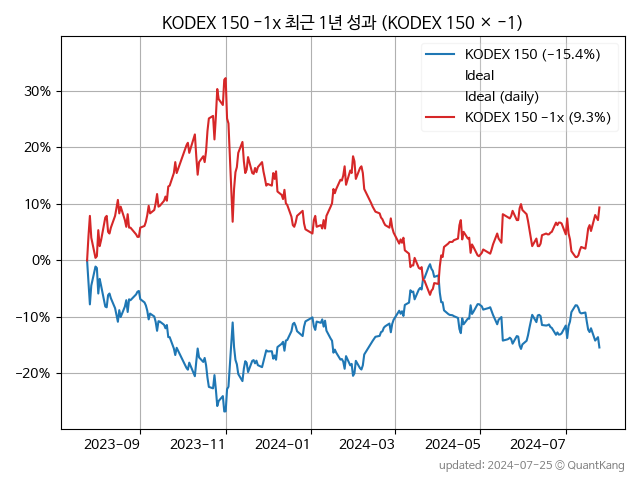 KODEX 150 -1x 최근 1년 성과 (KODEX 150 × -1)
KODEX 150 (-15.4%)
Ideal
Ideal (daily)
KODEX 150 -1x (9.3%)
30%
20%
10%
0%
-10%
-20%
2023-09
2023-11
2024-01
2024-03
2024-05
2024-07
updated: 2024-07-25 © QuantKang